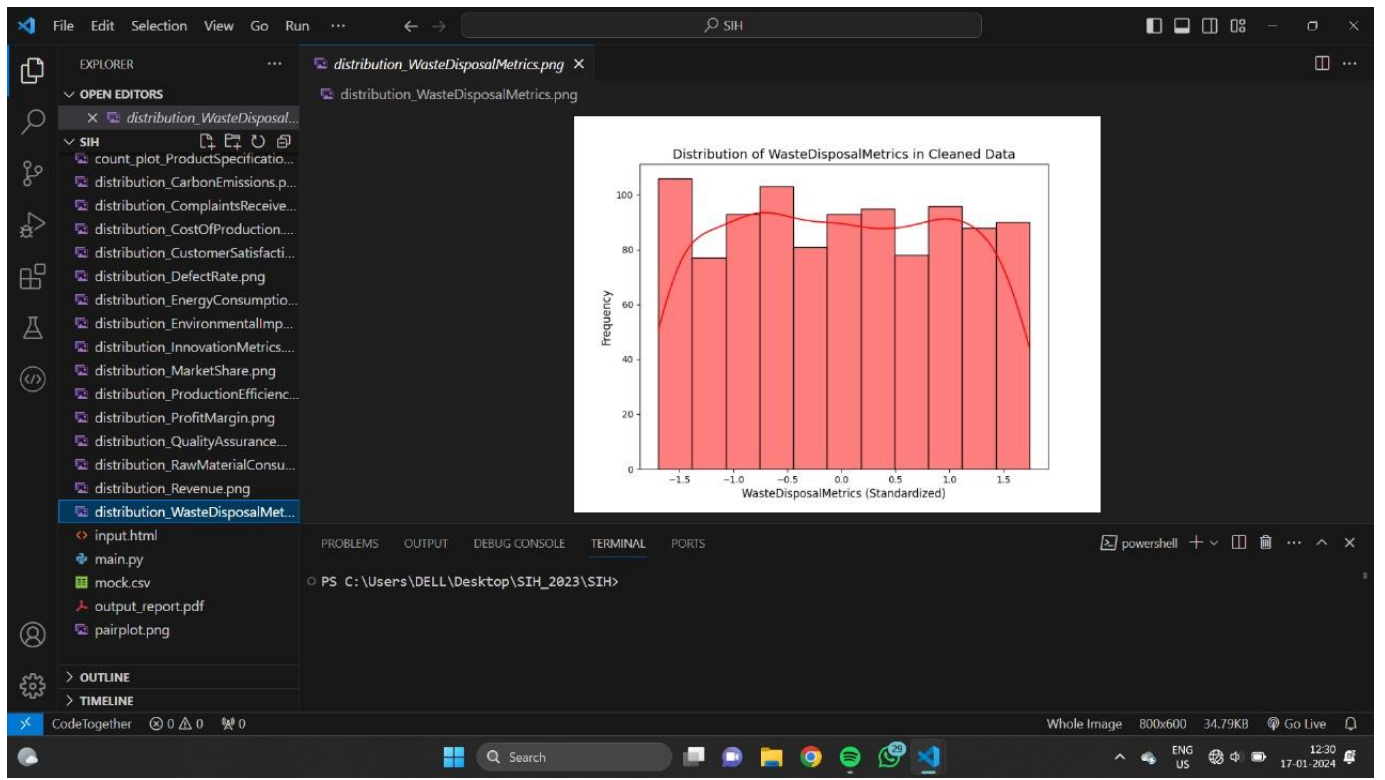 File Edit Selection View Go Run ... SIH
EXPLORER ...
OPEN EDITORS
distribution_WasteDisposal...
SIH
count_plot_ProductSpecificatio...
distribution_CarbonEmissions.p...
distribution_ComplaintsReceive...
distribution_CostOfProduction....
distribution_CustomerSatisfacti...
distribution_DefectRate.png
distribution_EnergyConsumptio...
distribution_EnvironmentalImp...
distribution_InnovationMetrics....
distribution_MarketShare.png
distribution_ProductionEfficienc...
distribution_ProfitMargin.png
distribution_QualityAssurance...
distribution_RawMaterialConsu...
distribution_Revenue.png
distribution_WasteDisposalMet...
input.html
main.py
mock.csv
output_report.pdf
pairplot.png
OUTLINE
TIMELINE
distribution_WasteDisposalMetrics.png
distribution_WasteDisposalMetrics.png
Distribution of WasteDisposalMetrics in Cleaned Data
Frequency
100
80
60
40
20
0
−1.5 −1.0 −0.5 0.0 0.5 1.0 1.5
WasteDisposalMetrics (Standardized)
PROBLEMS OUTPUT DEBUG CONSOLE TERMINAL PORTS powershell
PS C:\Users\DELL\Desktop\SIH_2023\SIH>
CodeTogether 0 0 0 Whole Image 800x600 34.79KB Go Live
Search 29 ENG US 12:30 17-01-2024